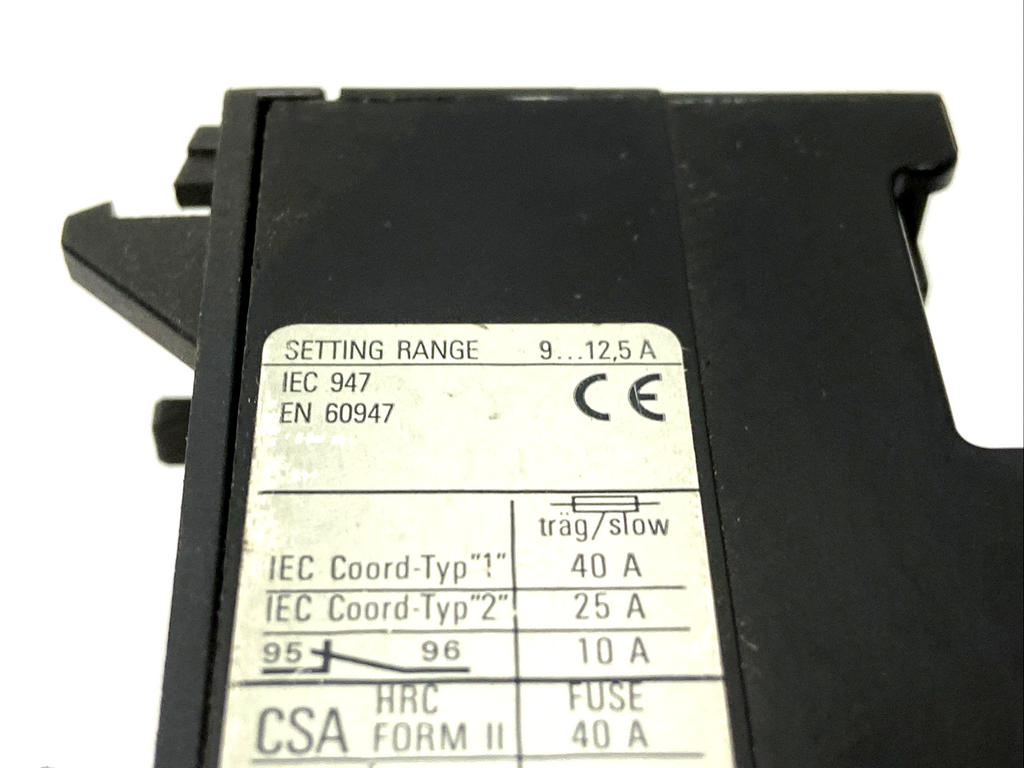 SETTING RANGE 9...12,5 A
IEC 947 CE
EN 60947
träg/slow
IEC Coord-Typ"1" 40 A
IEC Coord-Typ"2" 25 A
95 96 10 A
HRC FUSE
CSA FORM II 40 A